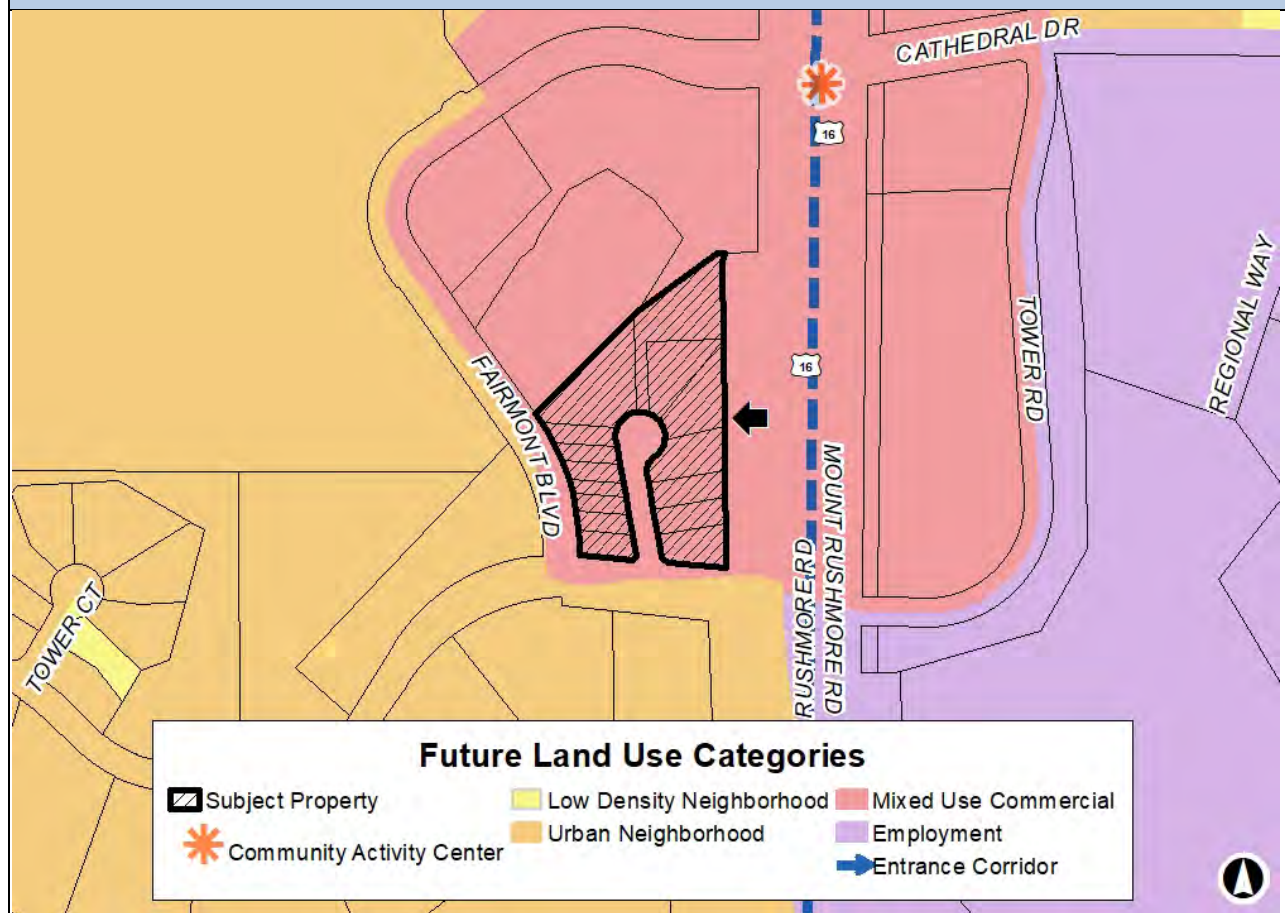 CATHEDRAL DR
16
REGIONAL WAY
TOWER RD
16
FAIRMONT BLVD
MOUNT RUSHMORE RD
RUSHMORE RD
TOWER CT
Future Land Use Categories
Subject Property
Low Density Neighborhood
Mixed Use Commercial
Community Activity Center
Urban Neighborhood
Employment
Entrance Corridor